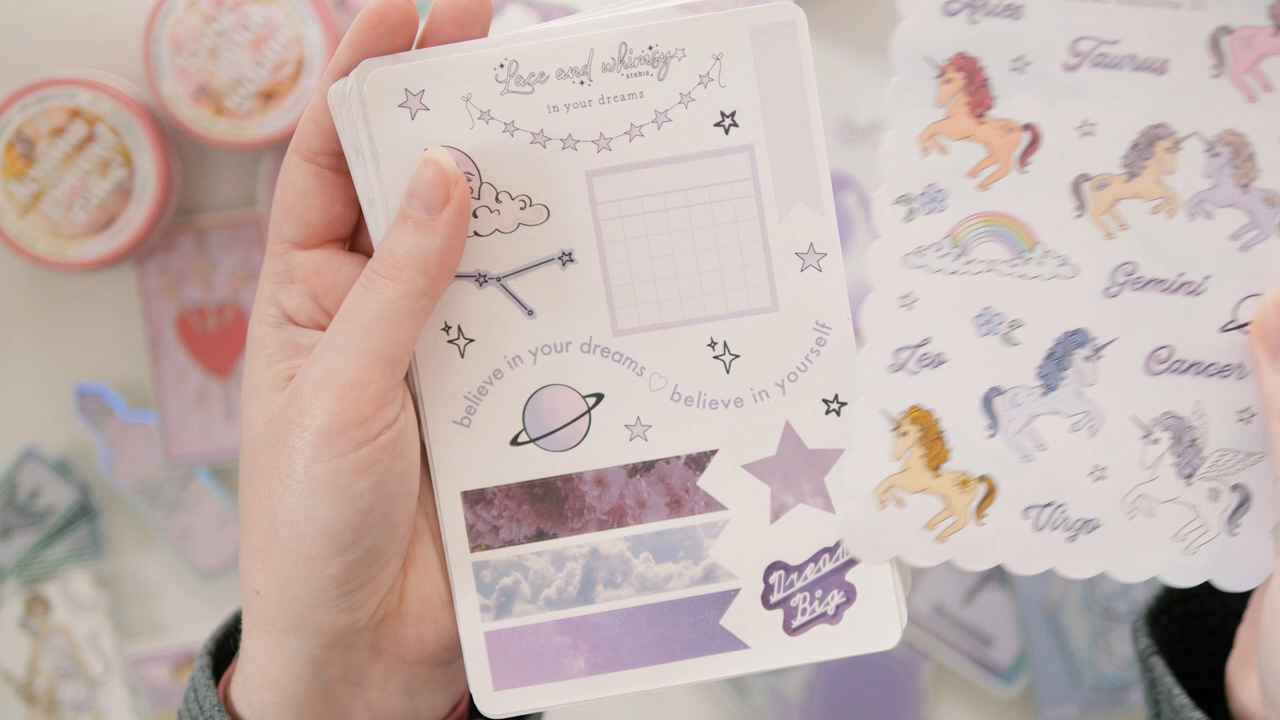 Lace and whimsy
STUDIO
in your dreams
believe in your dreams ♡ believe in yourself
Dream
Big
Aries
Taurus
Gemini
Leo
Cancer
Virgo